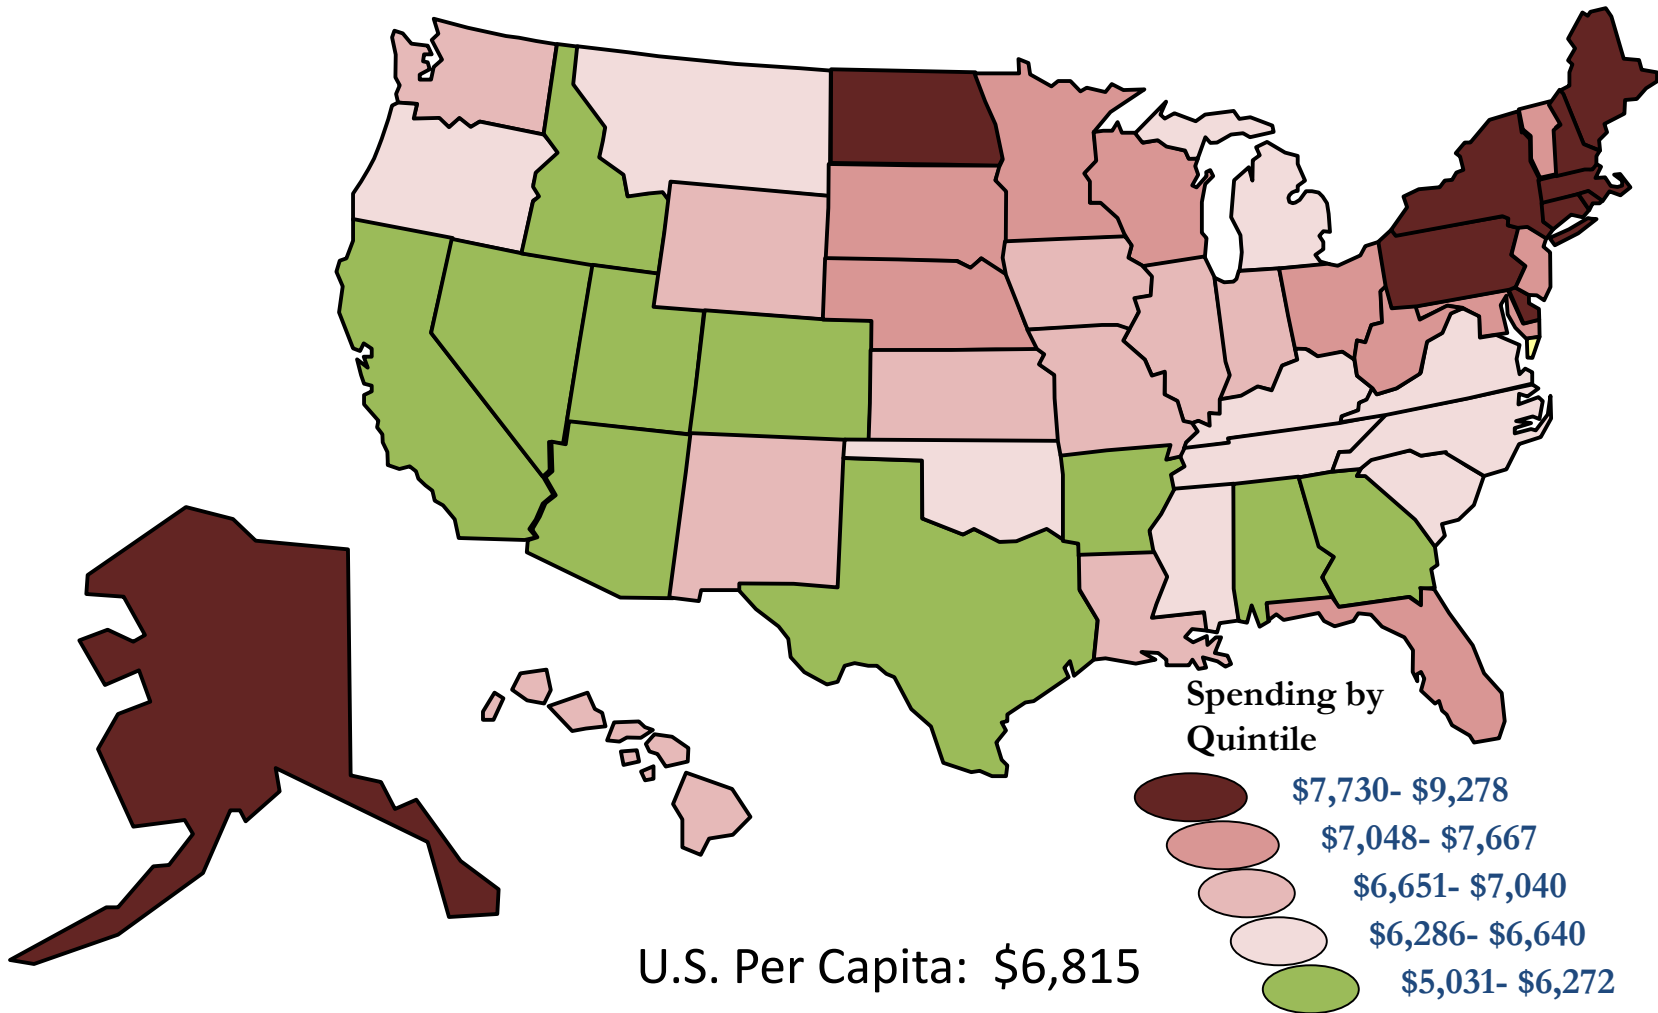 Spending by
Quintile
$7,730- $9,278
$7,048- $7,667
$6,651- $7,040
$6,286- $6,640
$5,031- $6,272
U.S. Per Capita:  $6,815